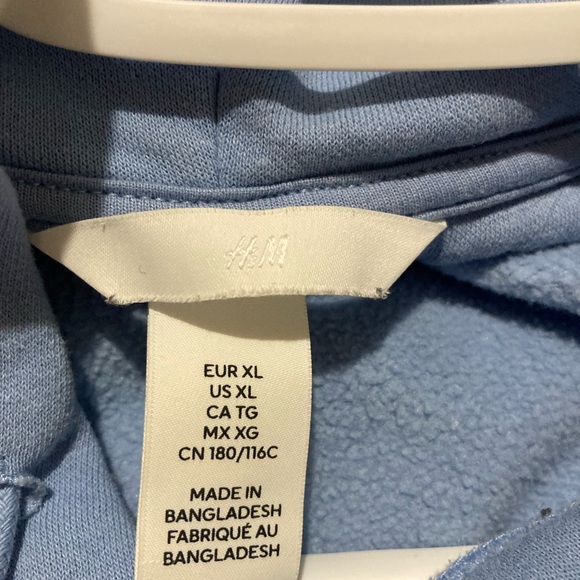 H&M
EUR XL
US XL
CA TG
MX XG
CN 180/116C
MADE IN
BANGLADESH
FABRIQUÉ AU
BANGLADESH